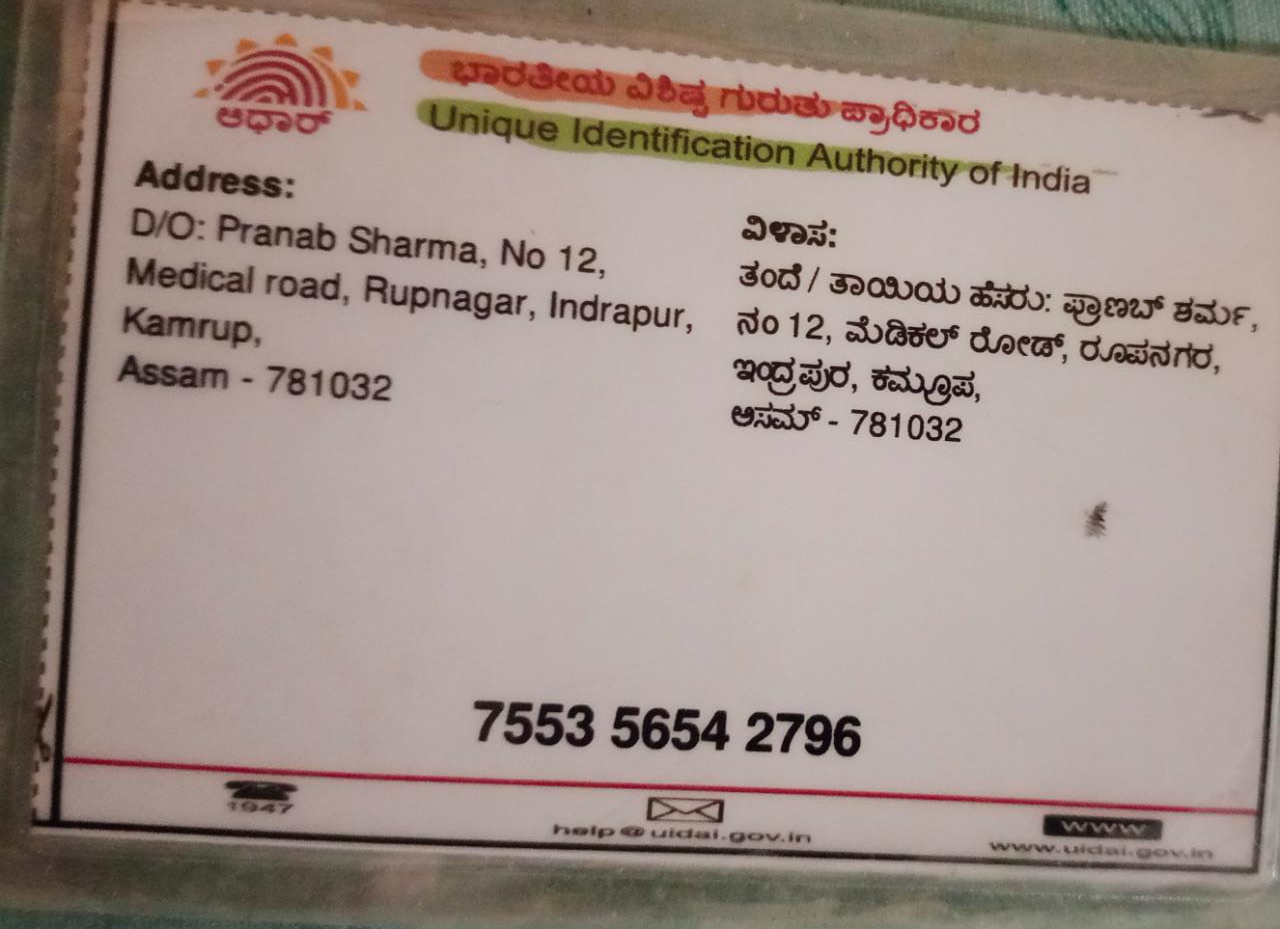 ಆಧಾರ್
ಭಾರತೀಯ ವಿಶಿಷ್ಟ ಗುರುತು ಪ್ರಾಧಿಕಾರ
Unique Identification Authority of India
Address:
D/O: Pranab Sharma, No 12,
Medical road, Rupnagar, Indrapur,
Kamrup,
Assam - 781032
ವಿಳಾಸ:
ತಂದೆ / ತಾಯಿಯ ಹೆಸರು: ಪ್ರಾಣಬ್ ಶರ್ಮ,
ನಂ 12, ಮೆಡಿಕಲ್ ರೋಡ್, ರೂಪನಗರ,
ಇಂದ್ರಪುರ, ಕಮ್ರೂಪ,
ಅಸಮ್ - 781032
7553 5654 2796
1947
help@uidai.gov.in
www
www.uidai.gov.in